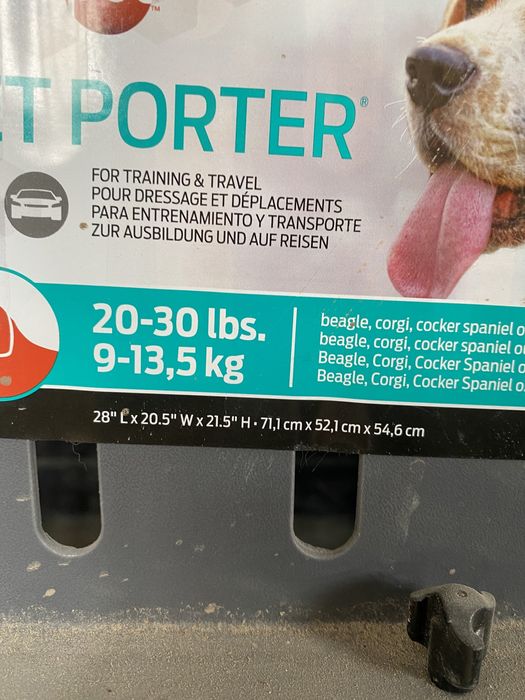 T PORTER®
FOR TRAINING & TRAVEL
POUR DRESSAGE ET DÉPLACEMENTS
PARA ENTRENAMIENTO Y TRANSPORTE
ZUR AUSBILDUNG UND AUF REISEN
20-30 lbs.
9-13,5 kg
beagle, corgi, cocker spaniel
beagle, corgi, cocker spaniel
Beagle, Corgi, Cocker Spaniel
Beagle, Corgi, Cocker Spaniel
28" L x 20.5" W x 21.5" H · 71,1 cm x 52,1 cm x 54,6 cm